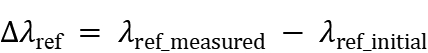 Δλref = λref_measured − λref_initial